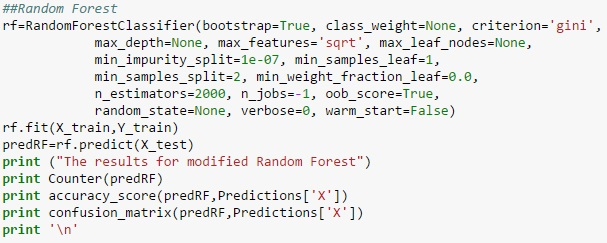 ##Random Forest
rf=RandomForestClassifier(bootstrap=True, class_weight=None, criterion='gini',
            max_depth=None, max_features='sqrt', max_leaf_nodes=None,
            min_impurity_split=1e-07, min_samples_leaf=1,
            min_samples_split=2, min_weight_fraction_leaf=0.0,
            n_estimators=2000, n_jobs=-1, oob_score=True,
            random_state=None, verbose=0, warm_start=False)
rf.fit(X_train,Y_train)
predRF=rf.predict(X_test)
print ("The results for modified Random Forest")
print Counter(predRF)
print accuracy_score(predRF,Predictions['X'])
print confusion_matrix(predRF,Predictions['X'])
print '\n'